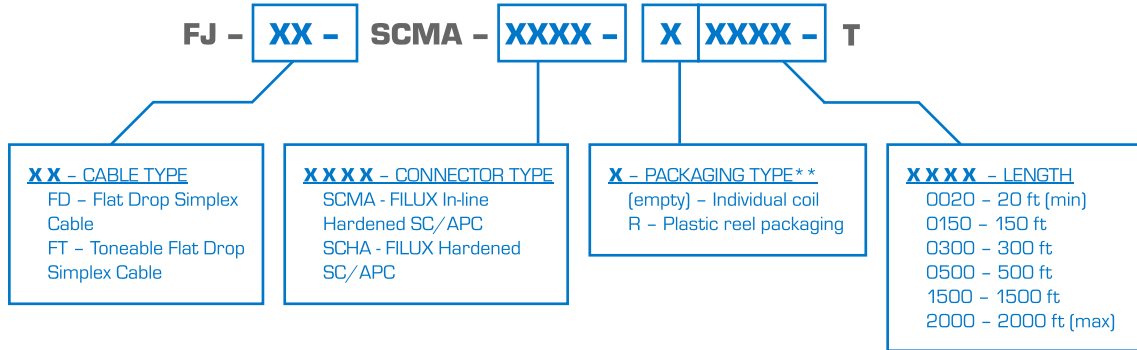 FJ – XX – SCMA – XXXX – X XXXX – T
X X – CABLE TYPE
FD – Flat Drop Simplex
Cable
FT – Toneable Flat Drop
Simplex Cable
X X X X – CONNECTOR TYPE
SCMA - FILUX In-line
Hardened SC/APC
SCHA - FILUX Hardened
SC/APC
X – PACKAGING TYPE**
(empty) – Individual coil
R – Plastic reel packaging
X X X X – LENGTH
0020 – 20 ft (min)
0150 – 150 ft
0300 – 300 ft
0500 – 500 ft
1500 – 1500 ft
2000 – 2000 ft (max)